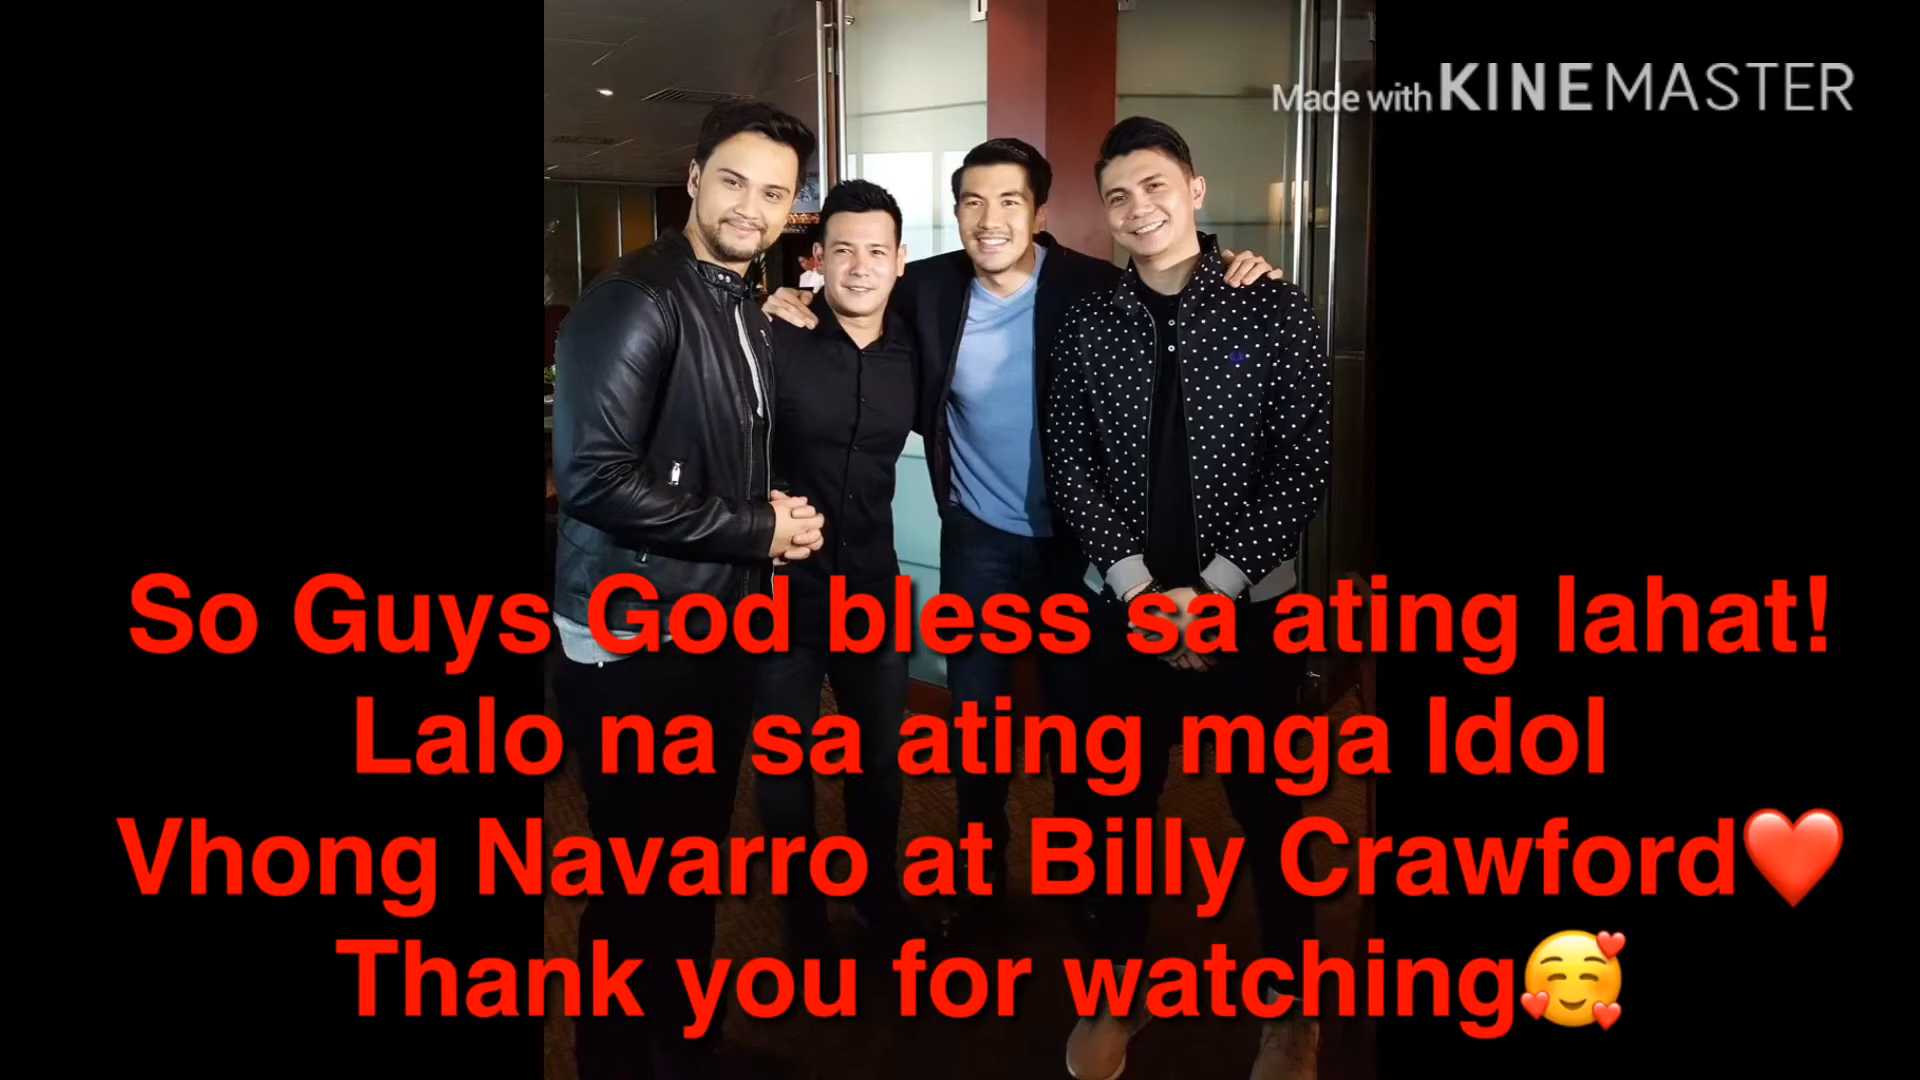 Made with KINEMASTER
So Guys God bless sa ating lahat!
Lalo na sa ating mga Idol
Vhong Navarro at Billy Crawford❤️
Thank you for watching🥰